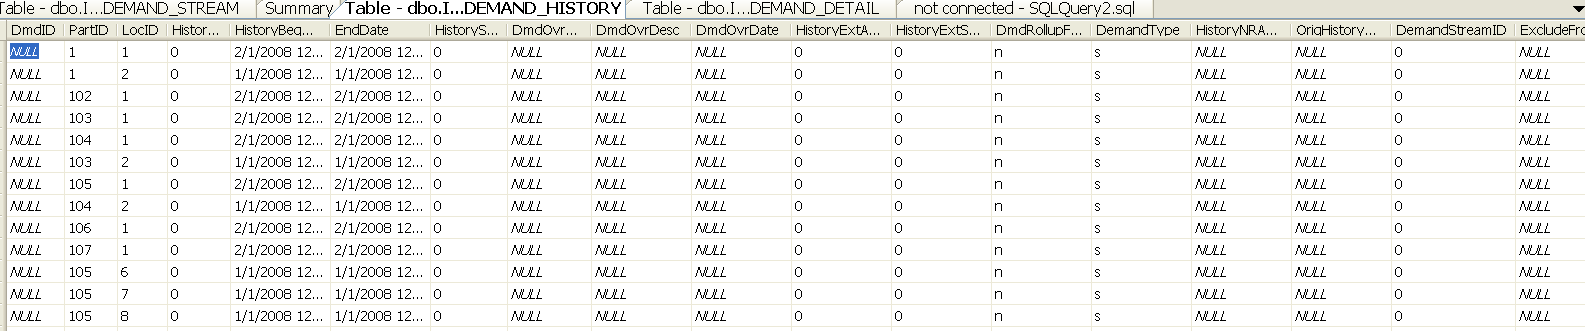 Table - dbo.I...DEMAND_STREAM Summary Table - dbo.I...DEMAND_HISTORY Table - dbo.I...DEMAND_DETAIL not connected - SQLQuery2.sql
DmdID PartID LocID Histor... HistoryBeg... EndDate HistoryS... DmdOvr... DmdOvrDesc DmdOvrDate HistoryExtA... HistoryExtS... DmdRollupF... DemandType HistoryNRA... OrigHistory... DemandStreamID ExcludeFro
NULL 1 1 0 2/1/2008 12... 2/1/2008 12... 0 NULL NULL NULL 0 0 n s NULL NULL 0 NULL
NULL 1 2 0 1/1/2008 12... 1/1/2008 12... 0 NULL NULL NULL 0 0 n s NULL NULL 0 NULL
NULL 102 1 0 2/1/2008 12... 2/1/2008 12... 0 NULL NULL NULL 0 0 n s NULL NULL 0 NULL
NULL 103 1 0 2/1/2008 12... 2/1/2008 12... 0 NULL NULL NULL 0 0 n s NULL NULL 0 NULL
NULL 104 1 0 2/1/2008 12... 2/1/2008 12... 0 NULL NULL NULL 0 0 n s NULL NULL 0 NULL
NULL 103 2 0 1/1/2008 12... 1/1/2008 12... 0 NULL NULL NULL 0 0 n s NULL NULL 0 NULL
NULL 105 1 0 2/1/2008 12... 2/1/2008 12... 0 NULL NULL NULL 0 0 n s NULL NULL 0 NULL
NULL 104 2 0 1/1/2008 12... 1/1/2008 12... 0 NULL NULL NULL 0 0 n s NULL NULL 0 NULL
NULL 106 1 0 2/1/2008 12... 2/1/2008 12... 0 NULL NULL NULL 0 0 n s NULL NULL 0 NULL
NULL 107 1 0 2/1/2008 12... 2/1/2008 12... 0 NULL NULL NULL 0 0 n s NULL NULL 0 NULL
NULL 105 6 0 1/1/2008 12... 1/1/2008 12... 0 NULL NULL NULL 0 0 n s NULL NULL 0 NULL
NULL 105 7 0 1/1/2008 12... 1/1/2008 12... 0 NULL NULL NULL 0 0 n s NULL NULL 0 NULL
NULL 105 8 0 1/1/2008 12... 1/1/2008 12... 0 NULL NULL NULL 0 0 n s NULL NULL 0 NULL